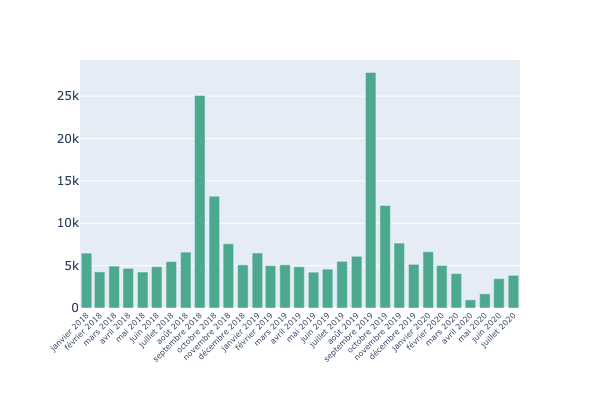 25k
20k
15k
10k
5k
0
janvier 2018
février 2018
mars 2018
avril 2018
mai 2018
juin 2018
juillet 2018
août 2018
septembre 2018
octobre 2018
novembre 2018
décembre 2018
janvier 2019
février 2019
mars 2019
avril 2019
mai 2019
juin 2019
juillet 2019
août 2019
septembre 2019
octobre 2019
novembre 2019
décembre 2019
janvier 2020
février 2020
mars 2020
avril 2020
mai 2020
juin 2020
juillet 2020